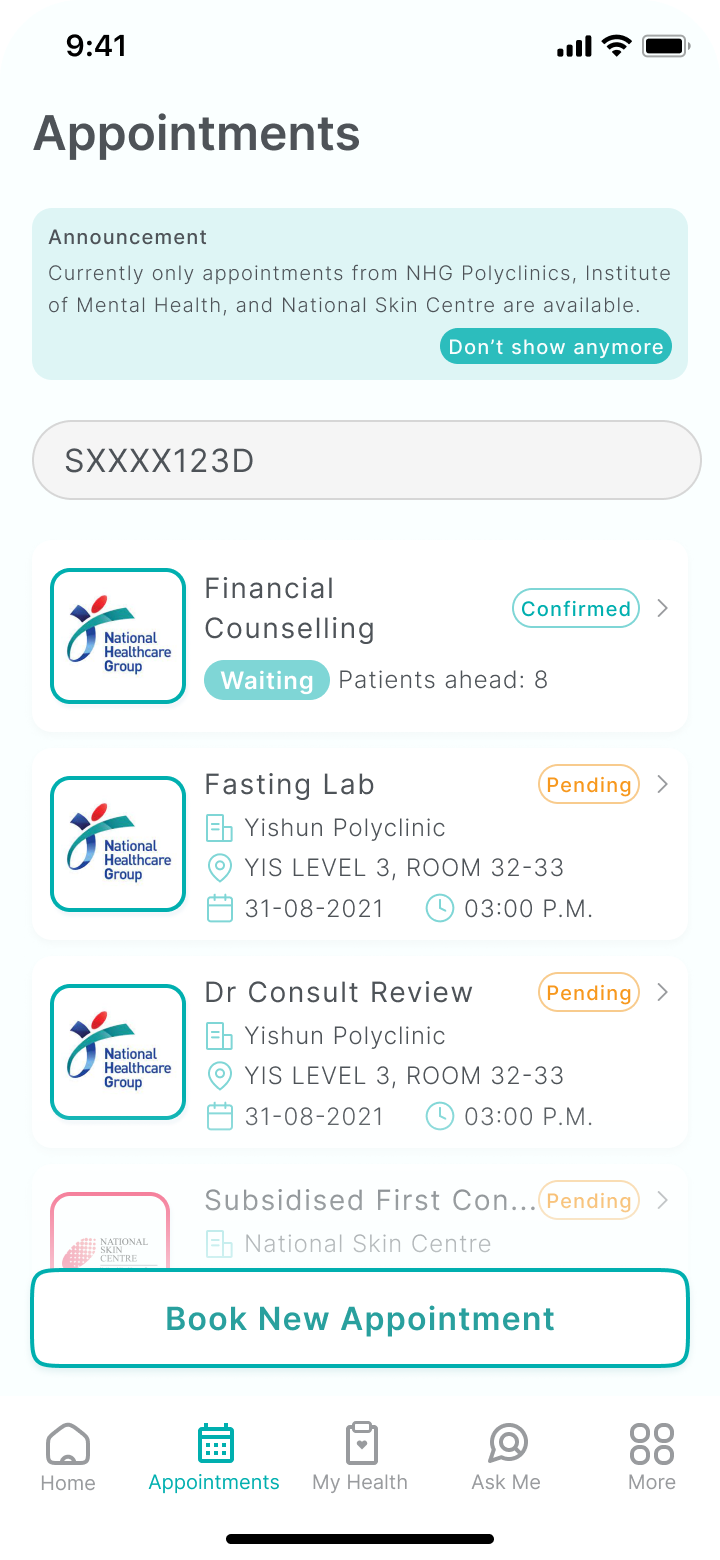 9:41
Appointments
Announcement
Currently only appointments from NHG Polyclinics, Institute
of Mental Health, and National Skin Centre are available.
Don’t show anymore
SXXXX123D
National
Healthcare
Group
Financial
Counselling
Confirmed
Waiting Patients ahead: 8
National
Healthcare
Group
Fasting Lab
Pending
Yishun Polyclinic
YIS LEVEL 3, ROOM 32-33
31-08-2021 03:00 P.M.
National
Healthcare
Group
Dr Consult Review
Pending
Yishun Polyclinic
YIS LEVEL 3, ROOM 32-33
31-08-2021 03:00 P.M.
NATIONAL
SKIN
CENTRE
Subsidised First Con...
Pending
National Skin Centre
Book New Appointment
Home
Appointments
My Health
Ask Me
More